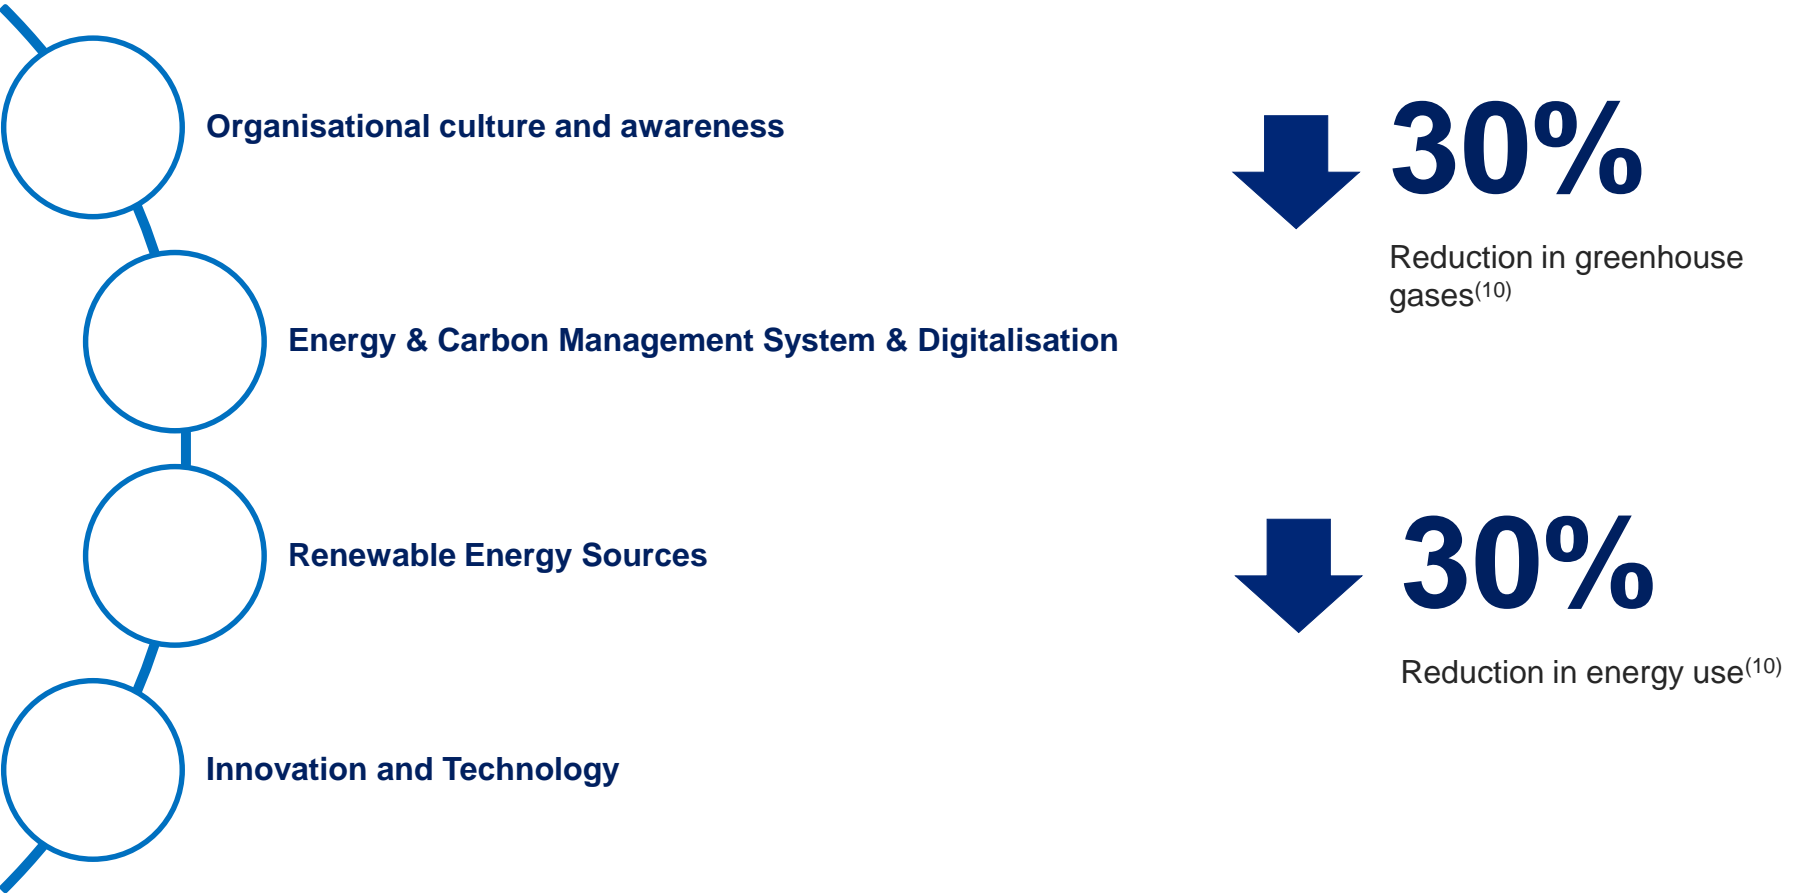 Organisational culture and awareness
Energy & Carbon Management System & Digitalisation
Renewable Energy Sources
Innovation and Technology
30%
Reduction in greenhouse
gases(10)
30%
Reduction in energy use(10)